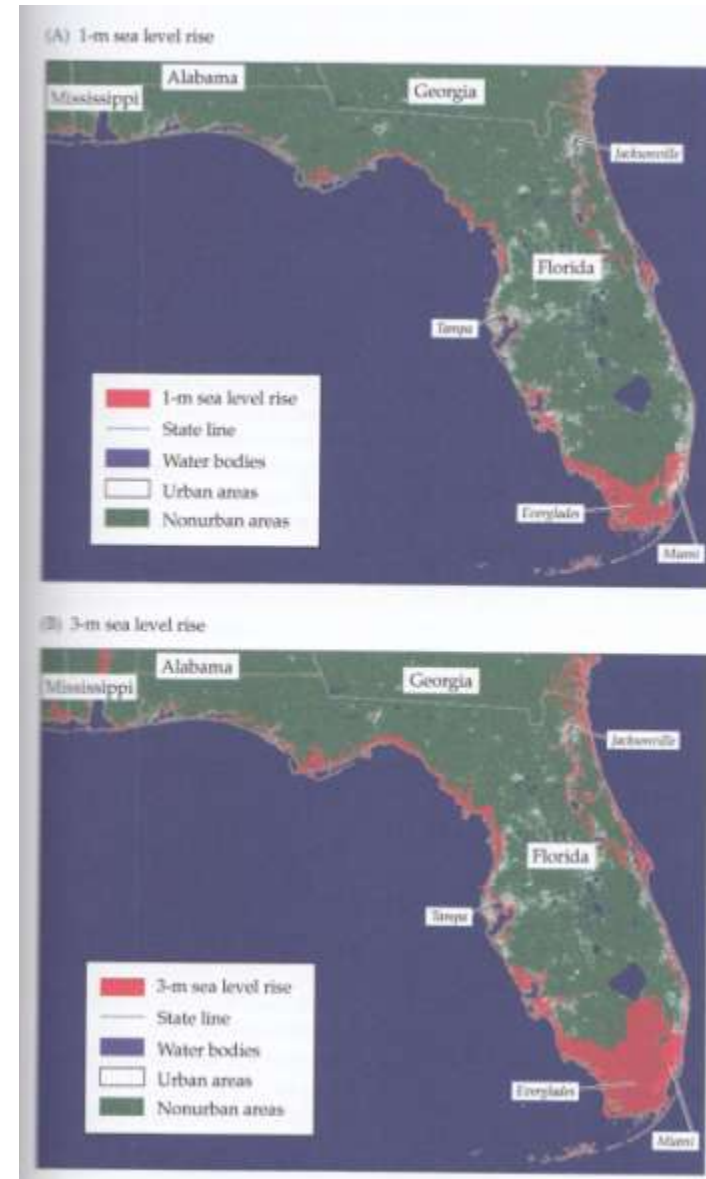 (A) 1-m sea level rise
Alabama
Mississippi
Georgia
Jacksonville
Florida
Tampa
1-m sea level rise
State line
Water bodies
Urban areas
Nonurban areas
Everglades
Miami
(B) 3-m sea level rise
Alabama
Mississippi
Georgia
Jacksonville
Florida
Tampa
3-m sea level rise
State line
Water bodies
Urban areas
Nonurban areas
Everglades
Miami